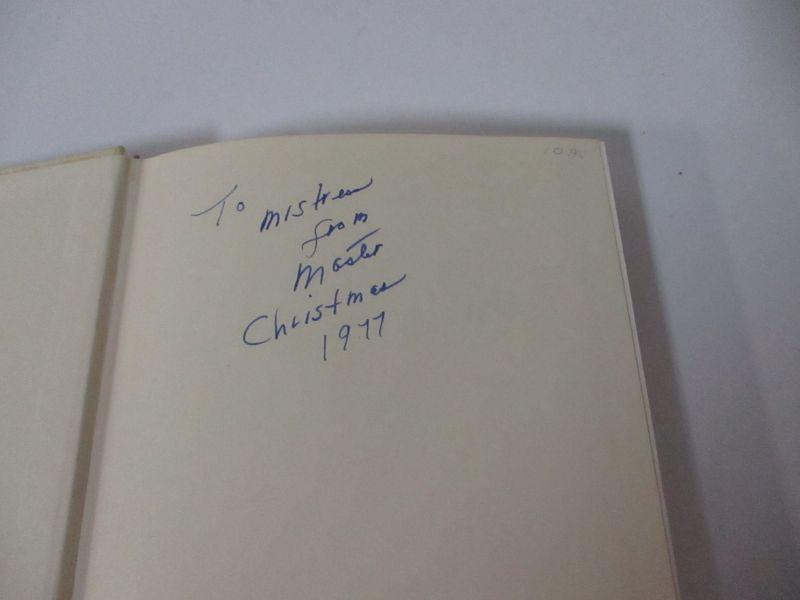 To Mistress
from
Master
Christmas
1977